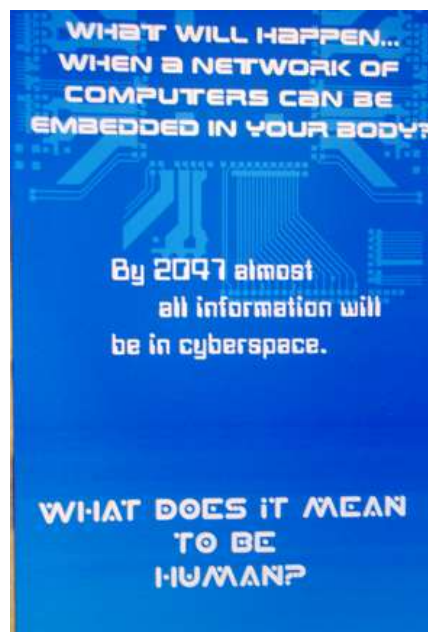 WHAT WILL HAPPEN...
WHEN A NETWORK OF
COMPUTERS CAN BE
EMBEDDED IN YOUR BODY?
By 2047 almost
all information will
be in cyberspace.
WHAT DOES IT MEAN
TO BE
HUMAN?